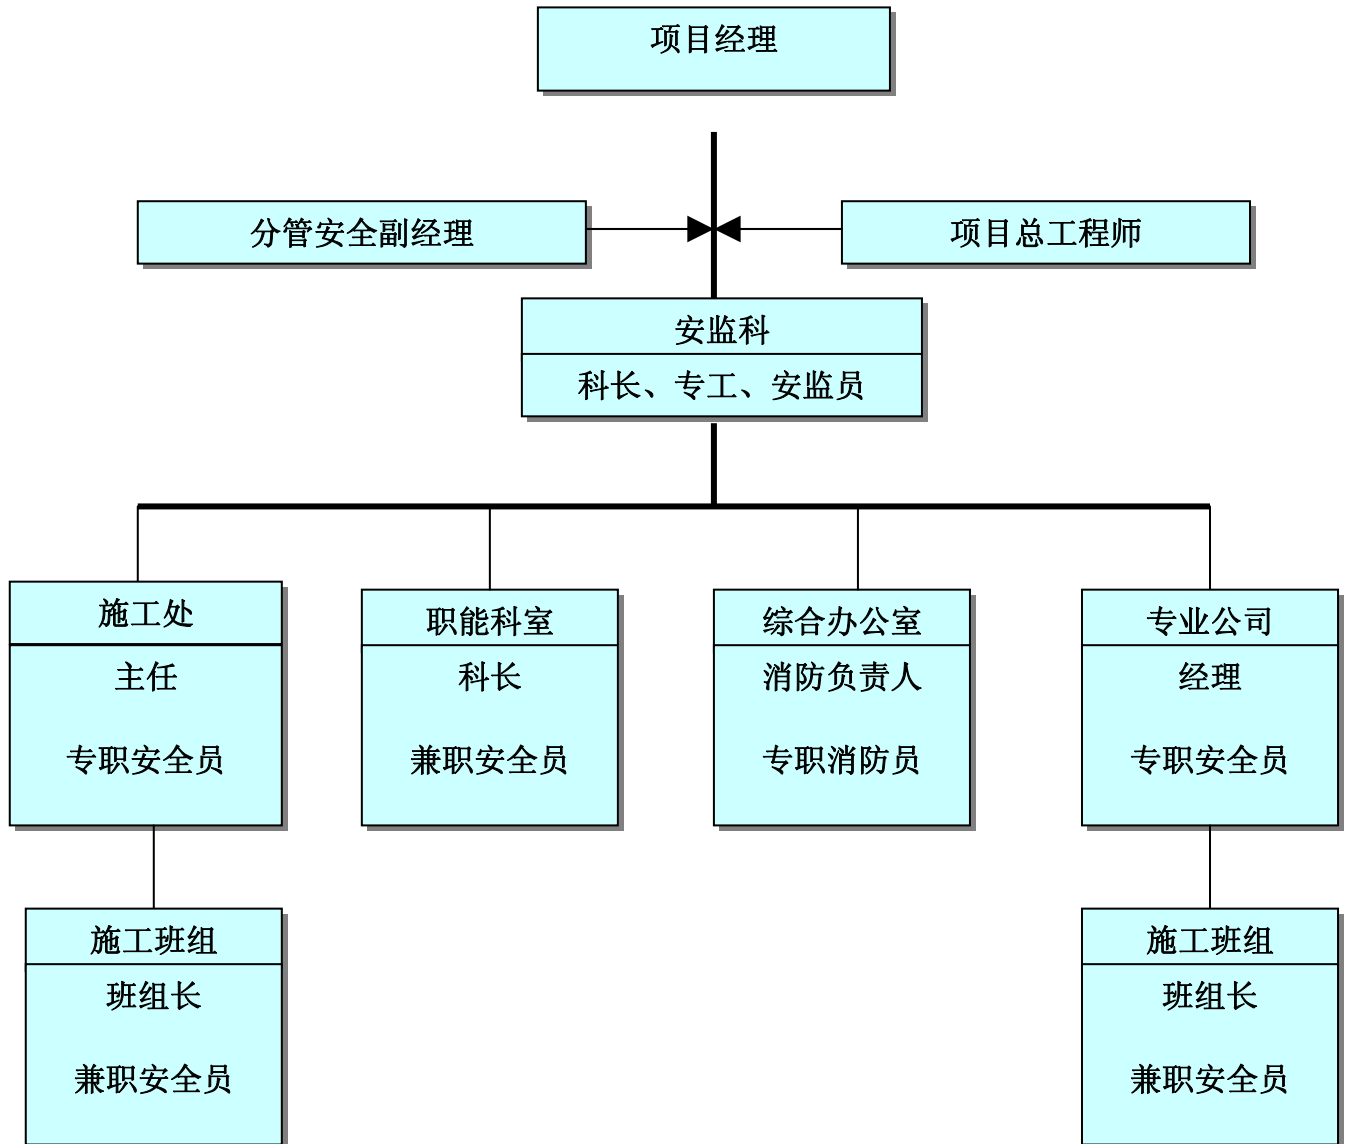 项目经理
分管安全副经理
项目总工程师
安监科
科长、专工、安监员
施工处
主任
专职安全员
职能科室
科长
兼职安全员
综合办公室
消防负责人
专职消防员
专业公司
经理
专职安全员
施工班组
班组长
兼职安全员
施工班组
班组长
兼职安全员